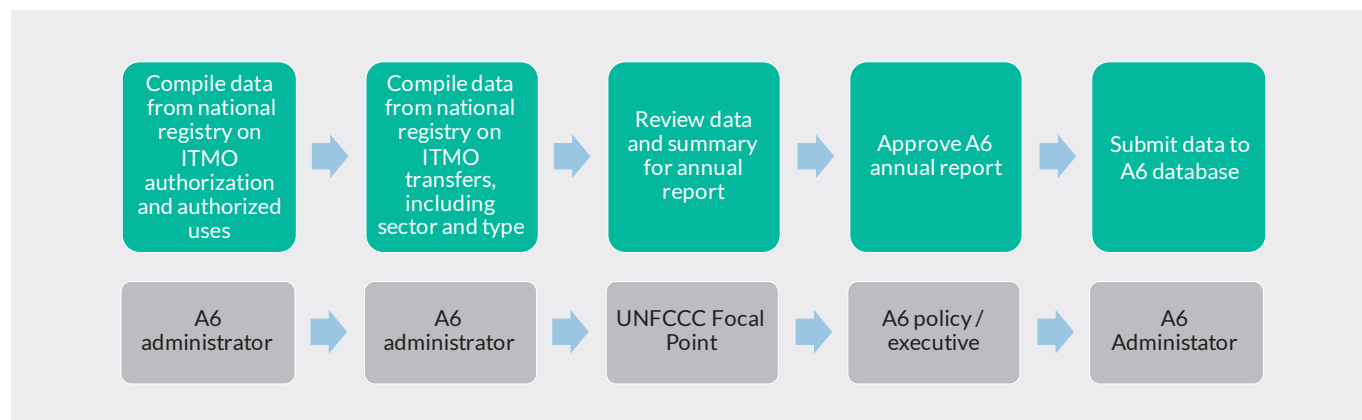 Compile data
from national
registry on
ITMO
authorization
and authorized
uses
Compile data
from national
registry on
ITMO
transfers,
including
sector and type
Review data
and summary
for annual
report
Approve A6
annual report
Submit data to
A6 database
A6
administrator
A6
administrator
UNFCCC Focal
Point
A6 policy /
executive
A6
Administator